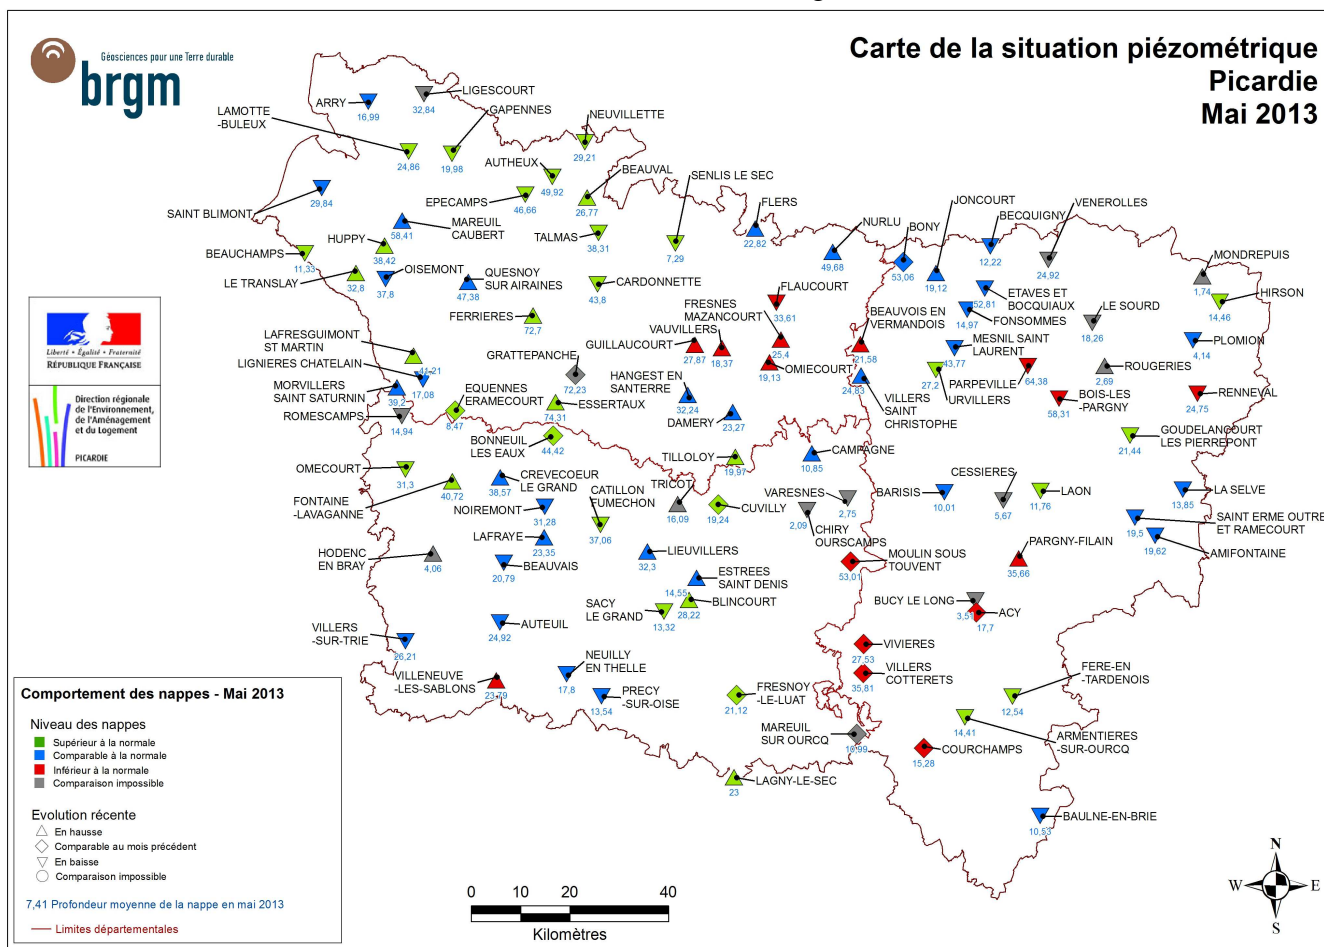 Carte de la situation piézométrique
Picardie
Mai 2013
Géosciences pour une Terre durable
brgm
Liberté • Égalité • Fraternité
RÉPUBLIQUE FRANÇAISE
Direction régionale
de l'Environnement,
de l'Aménagement
et du Logement
PICARDIE
ARRY
16,99
LIGESCOURT
32,84
LAMOTTE
-BULEUX
24,86
GAPENNES
19,98
NEUVILLETTE
29,21
AUTHEUX
49,92
BEAUVAL
26,77
EPECAMPS
46,66
SENLIS LE SEC
7,29
FLERS
22,82
SAINT BLIMONT
29,84
MAREUIL
CAUBERT
58,41
TALMAS
38,31
NURLU
49,68
BONY
53,06
JONCOURT
19,12
BECQUIGNY
12,22
VENEROLLES
24,92
MONDREPUIS
1,74
HIRSON
14,46
BEAUCHAMPS
11,33
HUPPY
38,42
LE TRANSLAY
32,8
OISEMONT
37,8
QUESNOY
SUR AIRAINES
47,38
CARDONNETTE
43,8
FERRIERES
72,7
FLAUCOURT
33,61
FRESNES
MAZANCOURT
25,4
VAUVILLERS
18,37
GUILLAUCOURT
27,87
OMIECOURT
19,13
BEAUVOIS EN
VERMANDOIS
21,58
ETAVES ET
BOCQUIAUX
52,81
FONSOMMES
14,97
LE SOURD
18,26
PLOMION
4,14
MESNIL SAINT
LAURENT
43,77
URVILLERS
27,2
PARPEVILLE
64,38
ROUGERIES
2,69
BOIS-LES
-PARGNY
58,31
RENNEVAL
24,75
LAFRESGUIMONT
ST MARTIN
41,21
LIGNIERES CHATELAIN
17,08
MORVILLERS
SAINT SATURNIN
39,2
ROMESCAMPS
14,94
GRATTEPANCHE
72,23
EQUENNES
ERAMECOURT
8,47
ESSERTAUX
74,31
HANGEST EN
SANTERRE
32,24
DAMERY
23,27
VILLERS
SAINT
CHRISTOPHE
24,83
GOUDELANCOURT
LES PIERREPONT
21,44
BONNEUIL
LES EAUX
44,42
TILLOLOY
19,97
CAMPAGNE
10,85
OMECOURT
31,3
FONTAINE
-LAVAGANNE
40,72
CREVECOEUR
LE GRAND
38,57
NOIREMONT
31,28
CATILLON
FUMECHON
37,06
TRICOT
16,09
CUVILLY
19,24
VARESNES
2,75
CHIRY
OURSCAMPS
2,09
BARISIS
10,01
CESSIERES
5,67
LAON
11,76
LA SELVE
13,85
SAINT ERME OUTRE
ET RAMECOURT
19,5
AMIFONTAINE
19,62
HODENC
EN BRAY
4,06
LAFRAYE
23,35
BEAUVAIS
20,79
LIEUVILLERS
32,3
ESTREES
SAINT DENIS
14,55
BLINCOURT
28,22
SACY
LE GRAND
13,32
MOULIN SOUS
TOUVENT
53,01
PARGNY-FILAIN
35,66
BUCY LE LONG
3,51
ACY
17,7
AUTEUIL
24,92
VILLERS
-SUR-TRIE
26,21
VILLENEUVE
-LES-SABLONS
23,79
NEUILLY
EN THELLE
17,8
PRECY
-SUR-OISE
13,54
FRESNOY
-LE-LUAT
21,12
VIVIERES
27,53
VILLERS
COTTERETS
35,81
MAREUIL
SUR OURCQ
10,99
FERE-EN
-TARDENOIS
12,54
ARMENTIERES
-SUR-OURCQ
14,41
COURCHAMPS
15,28
LAGNY-LE-SEC
23
BAULNE-EN-BRIE
10,53
Comportement des nappes - Mai 2013
Niveau des nappes
Supérieur à la normale
Comparable à la normale
Inférieur à la normale
Comparaison impossible
Evolution récente
En hausse
Comparable au mois précédent
En baisse
Comparaison impossible
7,41 Profondeur moyenne de la nappe en mai 2013
Limites départementales
0 10 20 40
Kilomètres
N
W E
S